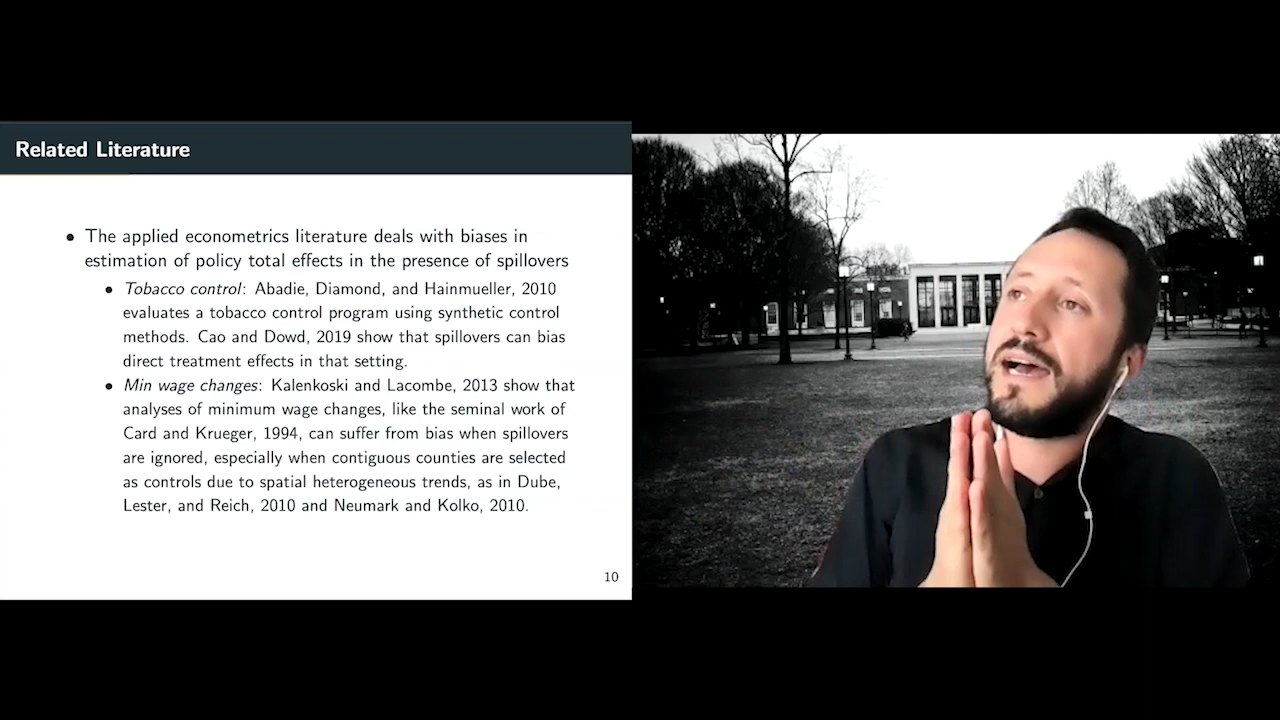 Related Literature
• The applied econometrics literature deals with biases in
estimation of policy total effects in the presence of spillovers
• Tobacco control: Abadie, Diamond, and Hainmueller, 2010
evaluates a tobacco control program using synthetic control
methods. Cao and Dowd, 2019 show that spillovers can bias
direct treatment effects in that setting.
• Min wage changes: Kalenkoski and Lacombe, 2013 show that
analyses of minimum wage changes, like the seminal work of
Card and Krueger, 1994, can suffer from bias when spillovers
are ignored, especially when contiguous counties are selected
as controls due to spatial heterogeneous trends, as in Dube,
Lester, and Reich, 2010 and Neumark and Kolko, 2010.
10